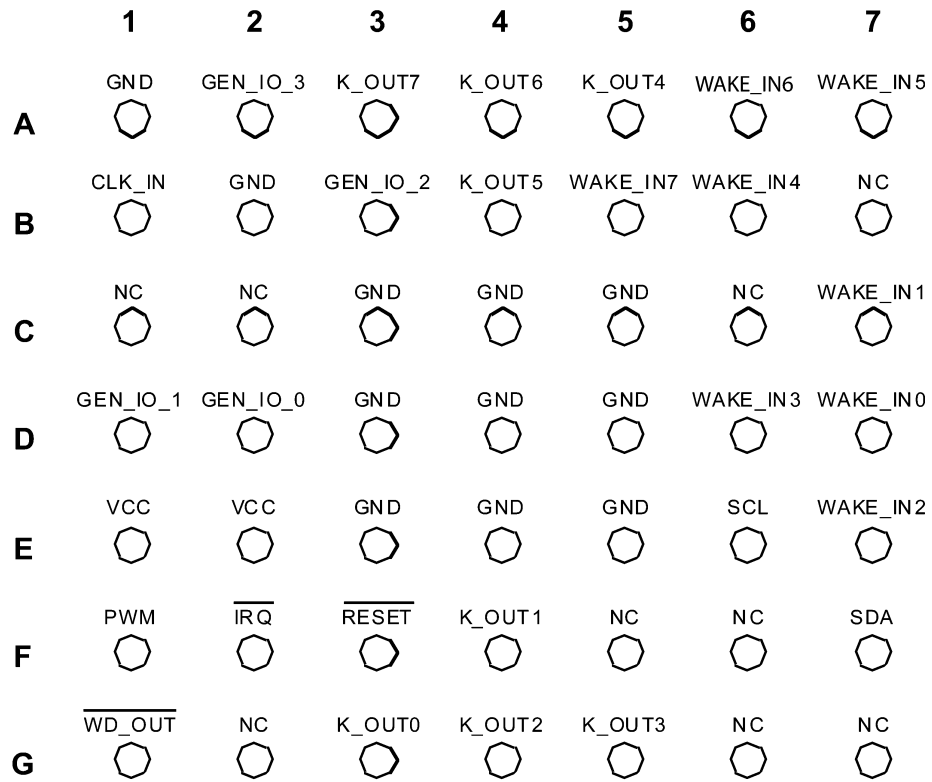 1 2 3 4 5 6 7
GND GEN_IO_3 K_OUT7 K_OUT6 K_OUT4 WAKE_IN6 WAKE_IN5
A
CLK_IN GND GEN_IO_2 K_OUT5 WAKE_IN7 WAKE_IN4 NC
B
NC NC GND GND GND NC WAKE_IN1
C
GEN_IO_1 GEN_IO_0 GND GND GND WAKE_IN3 WAKE_IN0
D
VCC VCC GND GND GND SCL WAKE_IN2
E
PWM IRQ RESET K_OUT1 NC NC SDA
F
WD_OUT NC K_OUT0 K_OUT2 K_OUT3 NC NC
G